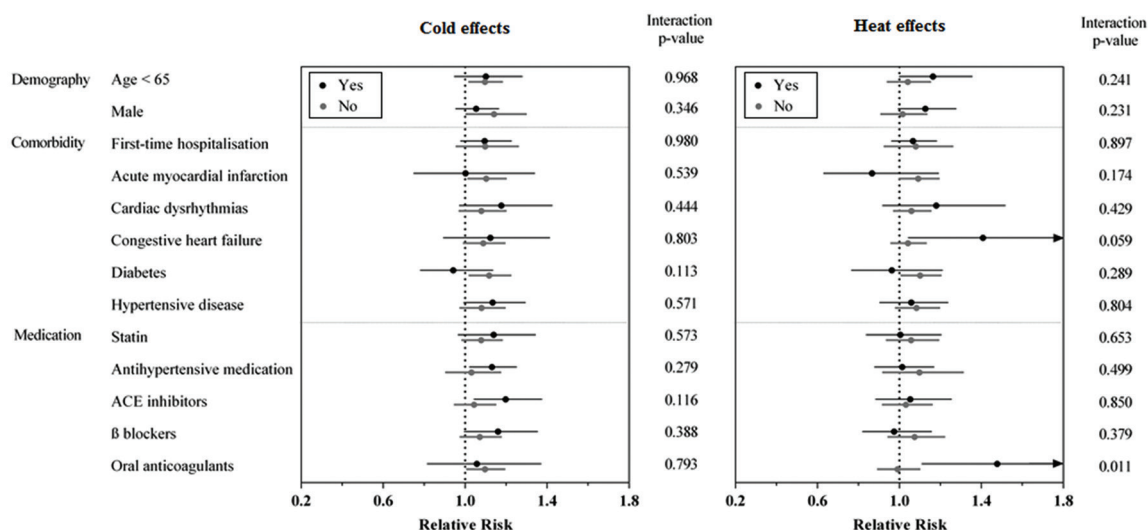 Cold effects
Interaction
p-value
Heat effects
Interaction
p-value
Demography Age < 65 Yes No 0.968 Yes No 0.241
Male 0.346 0.231
Comorbidity First-time hospitalisation 0.980 0.897
Acute myocardial infarction 0.539 0.174
Cardiac dysrhythmias 0.444 0.429
Congestive heart failure 0.803 0.059
Diabetes 0.113 0.289
Hypertensive disease 0.571 0.804
Medication Statin 0.573 0.653
Antihypertensive medication 0.279 0.499
ACE inhibitors 0.116 0.850
ß blockers 0.388 0.379
Oral anticoagulants 0.793 0.011
0.2 0.6 1.0 1.4 1.8 0.2 0.6 1.0 1.4 1.8
Relative Risk Relative Risk